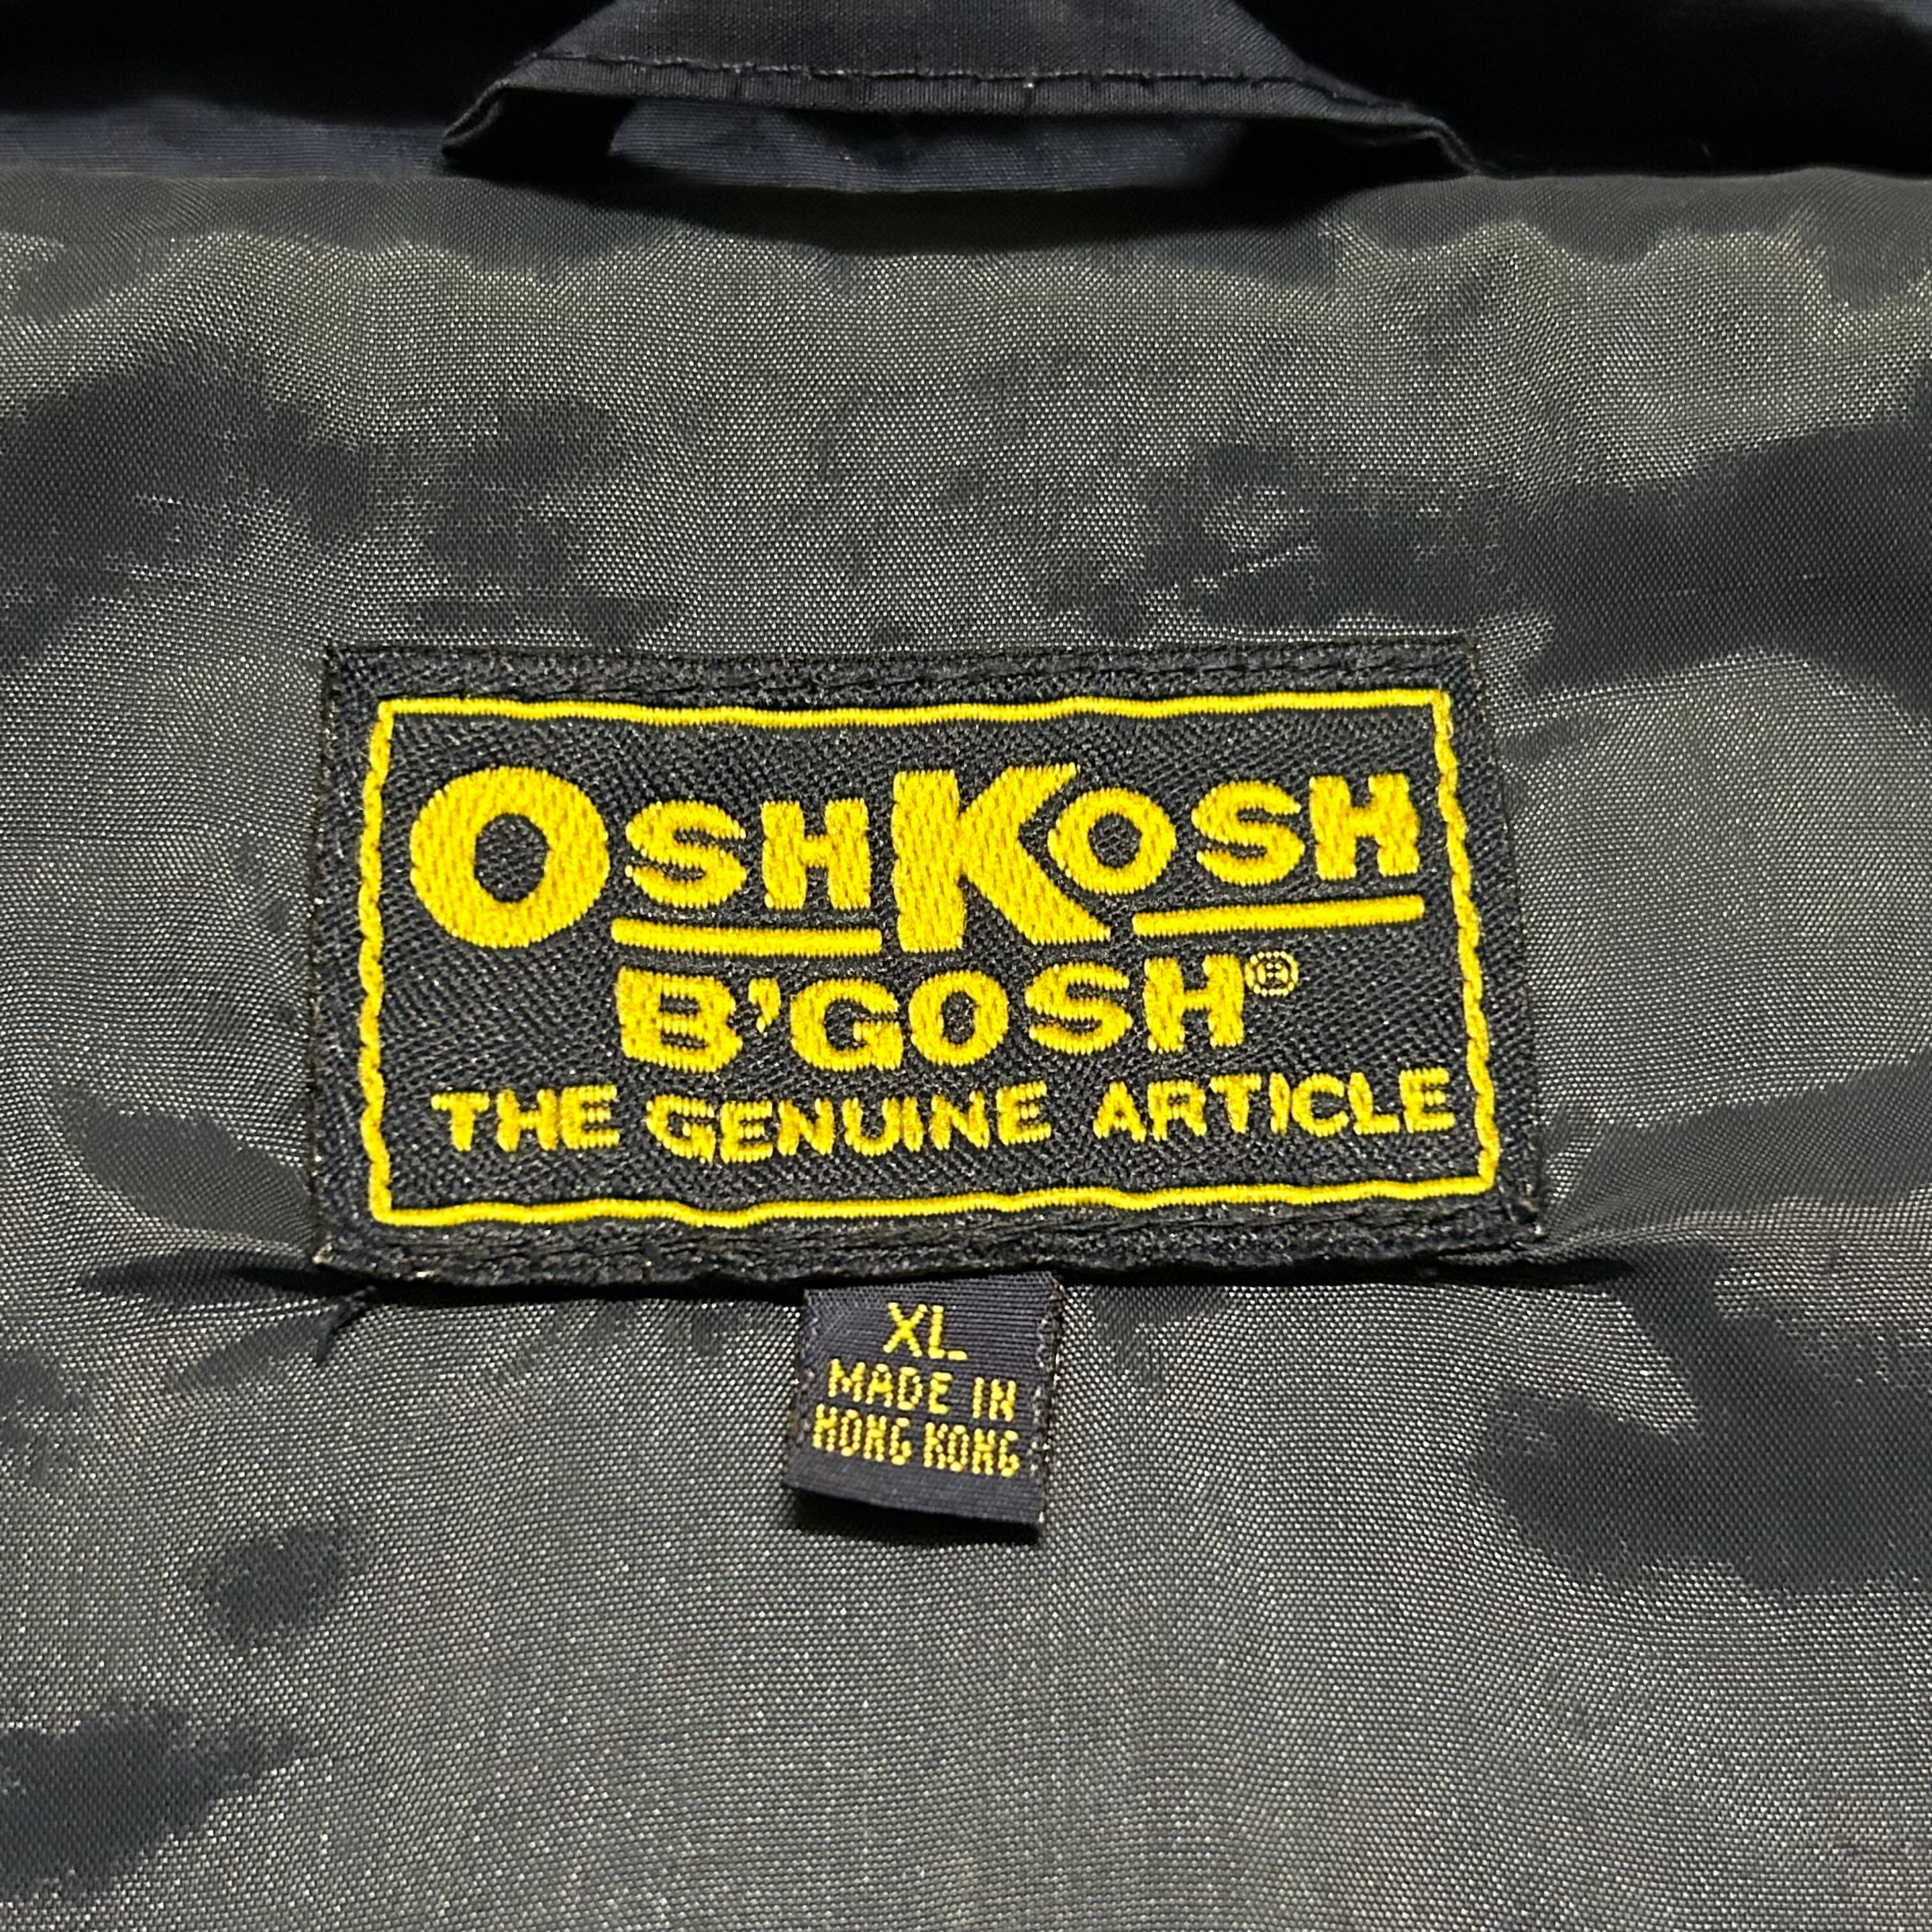 OSHKOSH
B'GOSH®
THE GENUINE ARTICLE
XL
MADE IN
HONG KONG